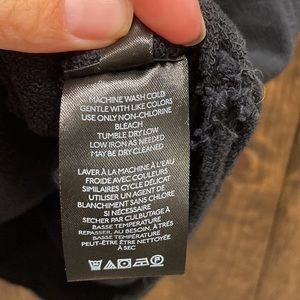 MACHINE WASH COLD
GENTLE WITH LIKE COLORS
USE ONLY NON-CHLORINE
BLEACH
TUMBLE DRY LOW
LOW IRON AS NEEDED
MAY BE DRY CLEANED
LAVER À LA MACHINE À L'EAU
FROIDE AVEC COULEURS
SIMILAIRES CYCLE DÉLICAT
UTILISER UN AGENT DE
BLANCHIMENT SANS CHLORE
SI NÉCESSAIRE
SECHER PAR CULBUTAGE À
BASSE TEMPÉRATURE
REPASSER, AU BESOIN, À TRÈS
BASSE TEMPÉRATURE
PEUT-ÊTRE ÊTRE NETTOYÉE
À SEC